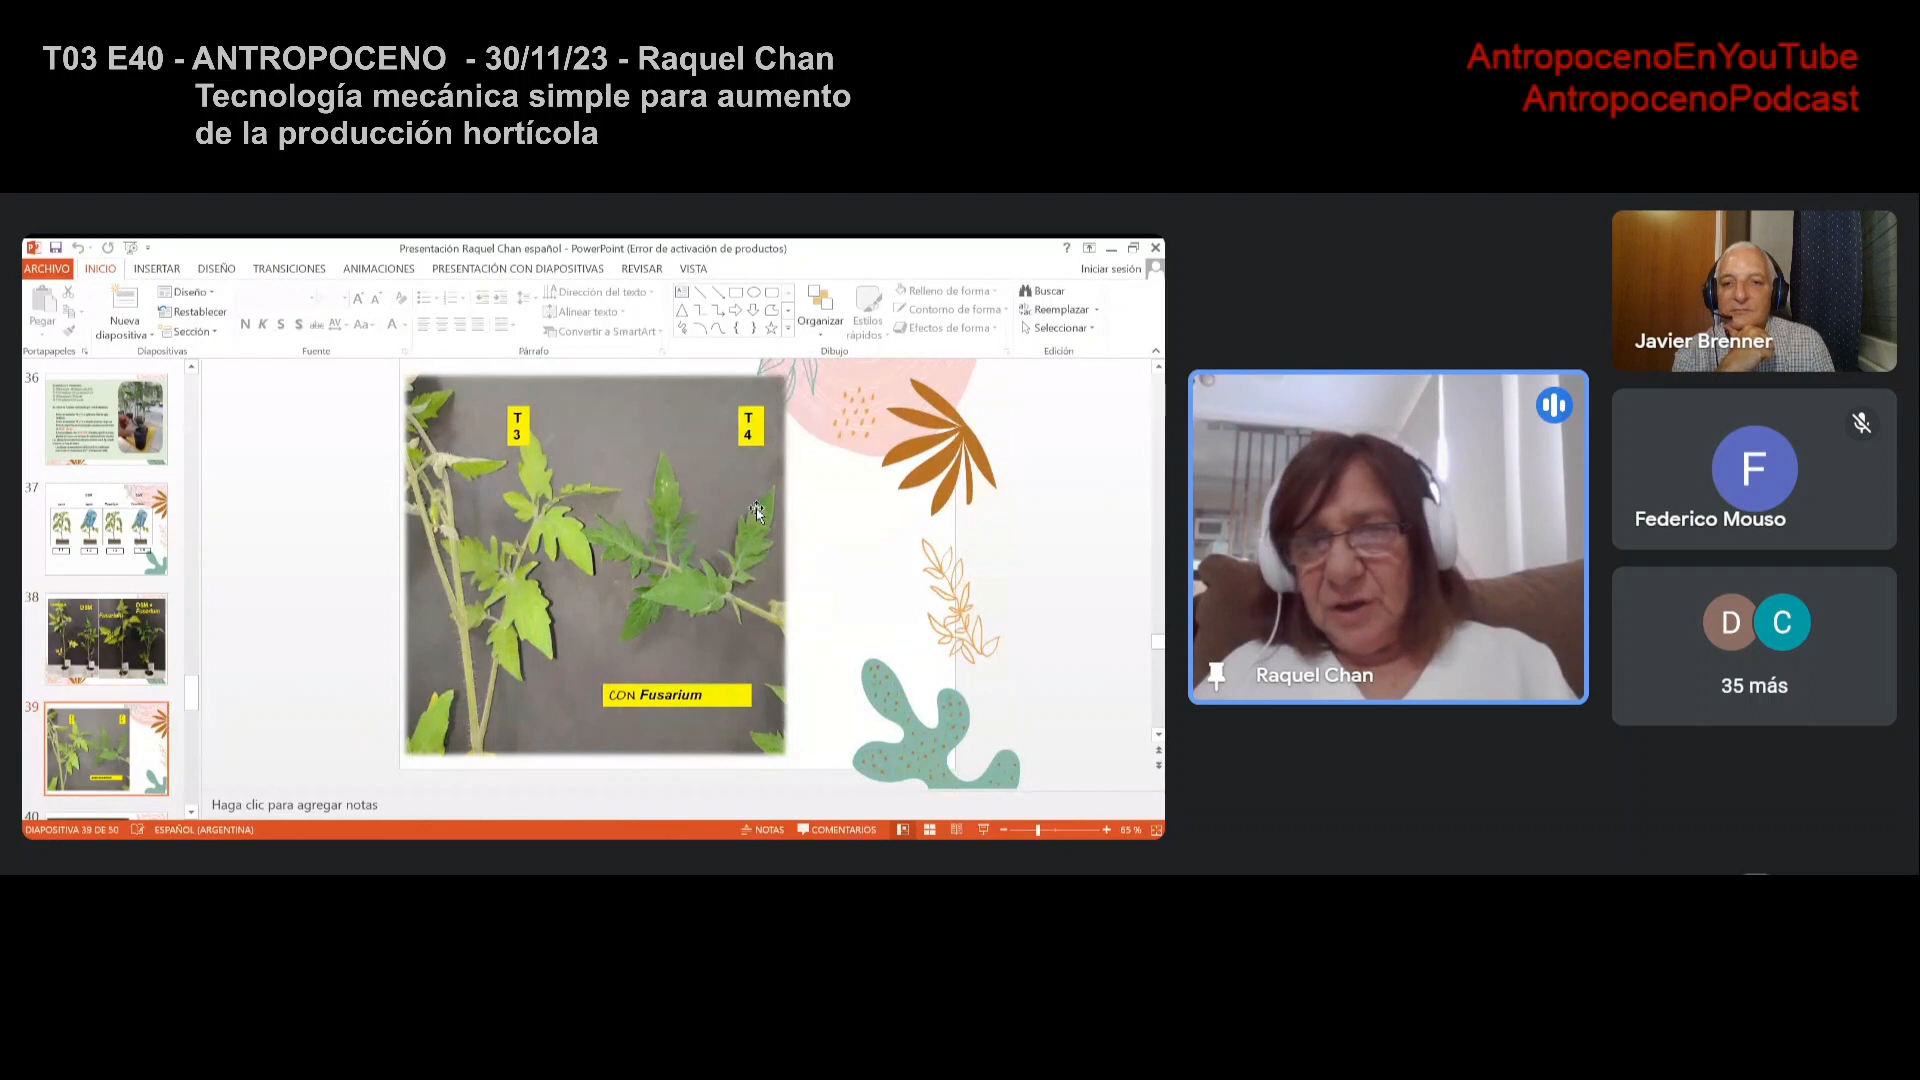 T03 E40 - ANTROPOCENO - 30/11/23 - Raquel Chan
Tecnología mecánica simple para aumento
de la producción hortícola
AntropocenoEnYouTube
AntropocenoPodcast
Presentación Raquel Chan español - PowerPoint (Error de activación de productos)
ARCHIVO INICIO INSERTAR DISEÑO TRANSICIONES ANIMACIONES PRESENTACIÓN CON DIAPOSITIVAS REVISAR VISTA Iniciar sesión
Pegar
Nueva
diapositiva
Diseño
Restablecer
Sección
N K S S abc AV Aa A
Dirección del texto
Alinear texto
Convertir a SmartArt
Organizar
Estilos
rápidos
Relleno de forma
Contorno de forma
Efectos de forma
Buscar
Reemplazar
Seleccionar
Portapapeles Diapositivas Fuente Párrafo Dibujo Edición
36
37
38
39
40
T
3
T
4
CON Fusarium
Haga clic para agregar notas
DIAPOSITIVA 39 DE 50 ESPAÑOL (ARGENTINA) NOTAS COMENTARIOS 65 %
Raquel Chan
Javier Brenner
F
Federico Mouso
D C
35 más